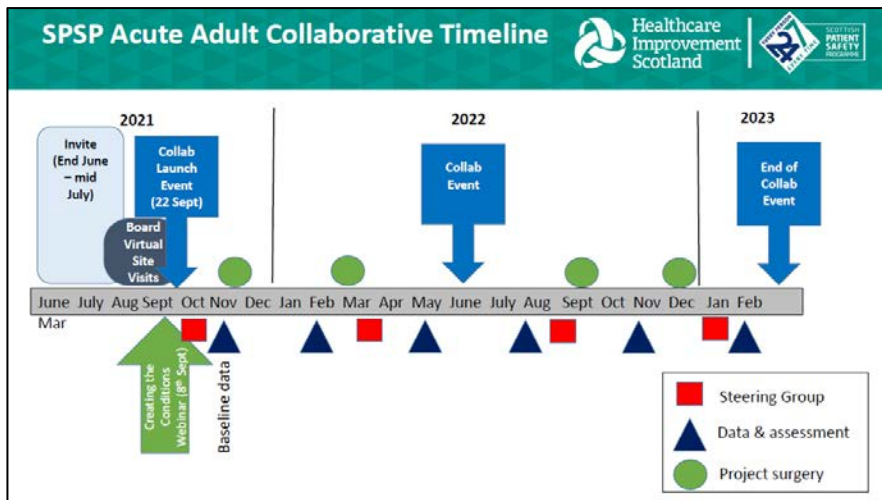 SPSP Acute Adult Collaborative Timeline
Healthcare
Improvement
Scotland
SCOTTISH
PATIENT
SAFETY
PROGRAMME
2021
2022
2023
Invite
(End June
– mid
July)
Collab
Launch
Event
(22 Sept)
Board
Virtual
Site
Visits
Collab
Event
End of
Collab
Event
June July Aug Sept Oct Nov Dec Jan Feb Mar Apr May June July Aug Sept Oct Nov Dec Jan Feb
Mar
Creating the
Conditions
Webinar (8th Sept)
Baseline data
Steering Group
Data & assessment
Project surgery